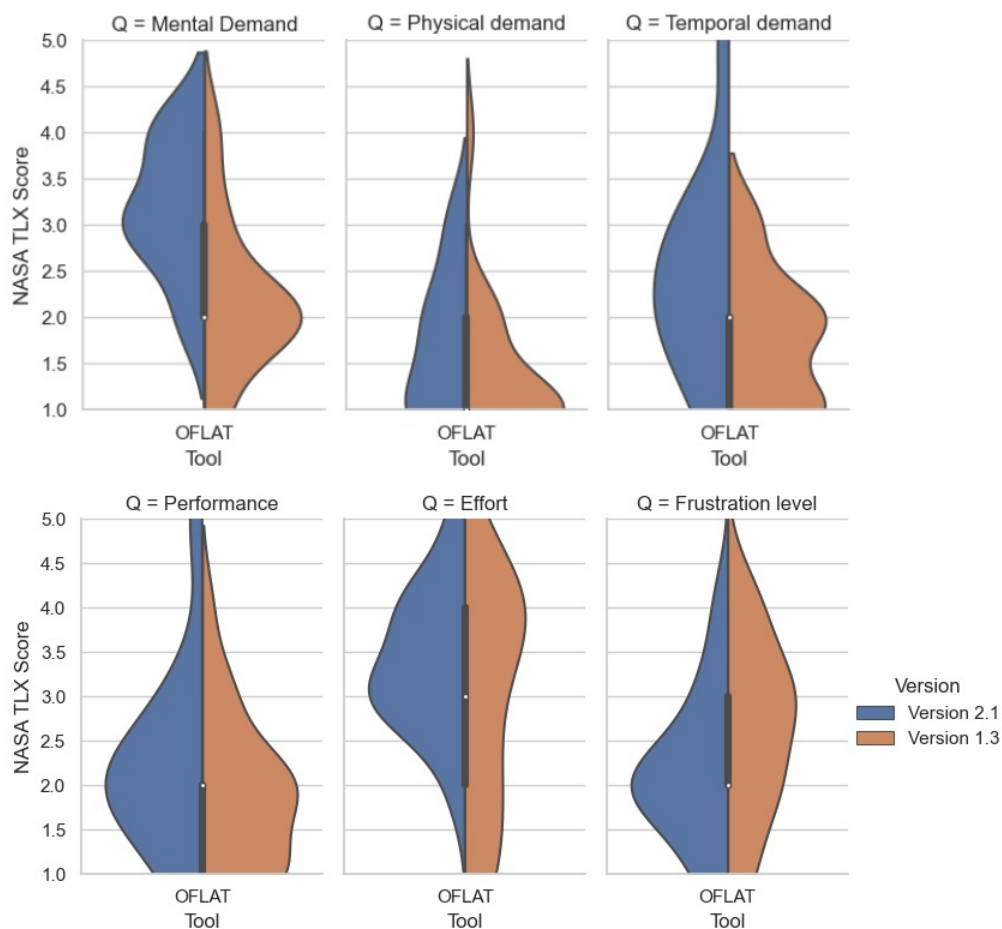 Q = Mental Demand
Q = Physical demand
Q = Temporal demand
NASA TLX Score
5.0
4.5
4.0
3.5
3.0
2.5
2.0
1.5
1.0
OFLAT
Tool
OFLAT
Tool
OFLAT
Tool
Q = Performance
Q = Effort
Q = Frustration level
NASA TLX Score
5.0
4.5
4.0
3.5
3.0
2.5
2.0
1.5
1.0
OFLAT
Tool
OFLAT
Tool
OFLAT
Tool
Version
Version 2.1
Version 1.3